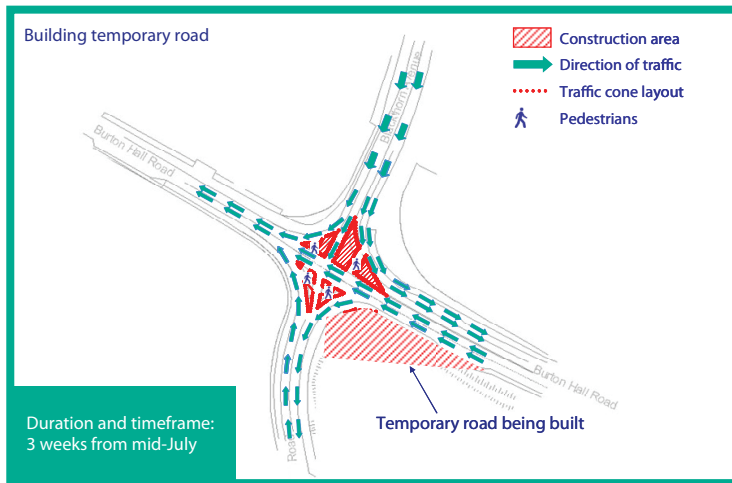 Building temporary road
Construction area
Direction of traffic
Traffic cone layout
Pedestrians
Burton Hall Road
Burton Hall Road
Temporary road being built
Duration and timeframe:
3 weeks from mid-July